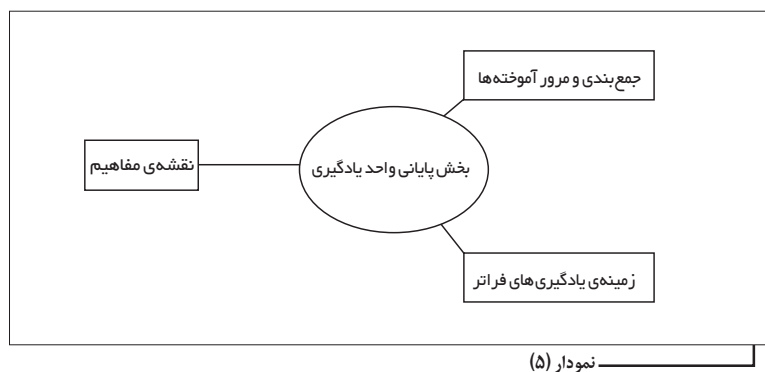 جمع‌بندی و مرور آموخته‌ها
بخش پایانی واحد یادگیری
نقشه‌ی مفاهیم
زمینه‌ی یادگیری‌های فراتر
نمودار (۵)